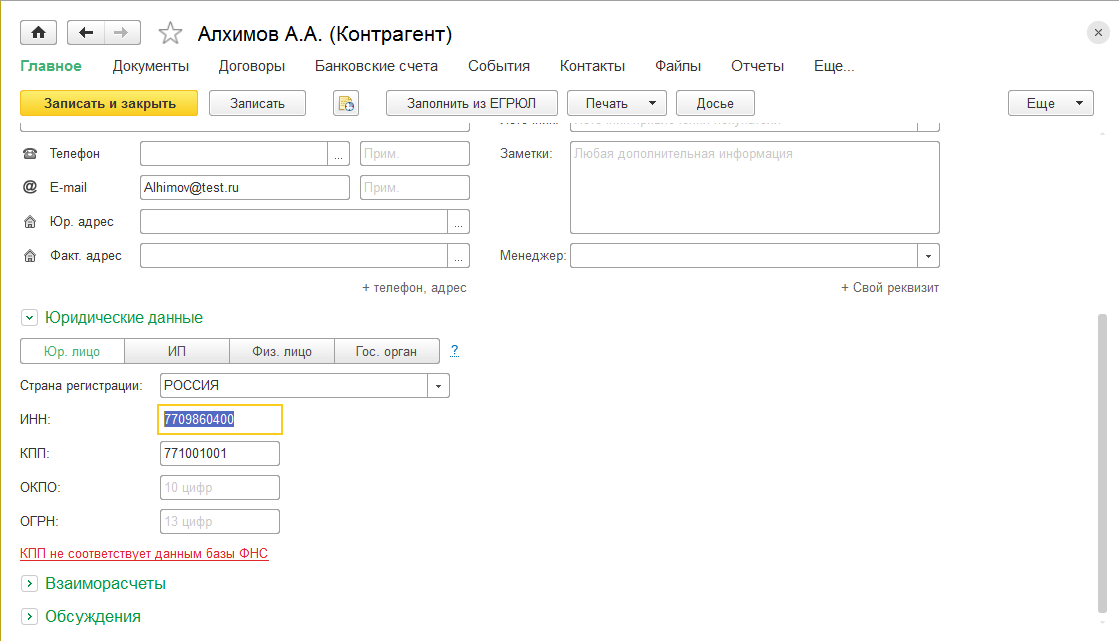 Алхимов А.А. (Контрагент)
Главное Документы Договоры Банковские счета События Контакты Файлы Отчеты Еще...
Записать и закрыть Записать Заполнить из ЕГРЮЛ Печать Досье Еще
Телефон ... Прим. Заметки: Любая дополнительная информация
E-mail Alhimov@test.ru Прим.
Юр. адрес ...
Факт. адрес ... Менеджер:
+ телефон, адрес + Свой реквизит
Юридические данные
Юр. лицо ИП Физ. лицо Гос. орган ?
Страна регистрации: РОССИЯ
ИНН: 7709860400
КПП: 771001001
ОКПО: 10 цифр
ОГРН: 13 цифр
КПП не соответствует данным базы ФНС
Взаиморасчеты
Обсуждения